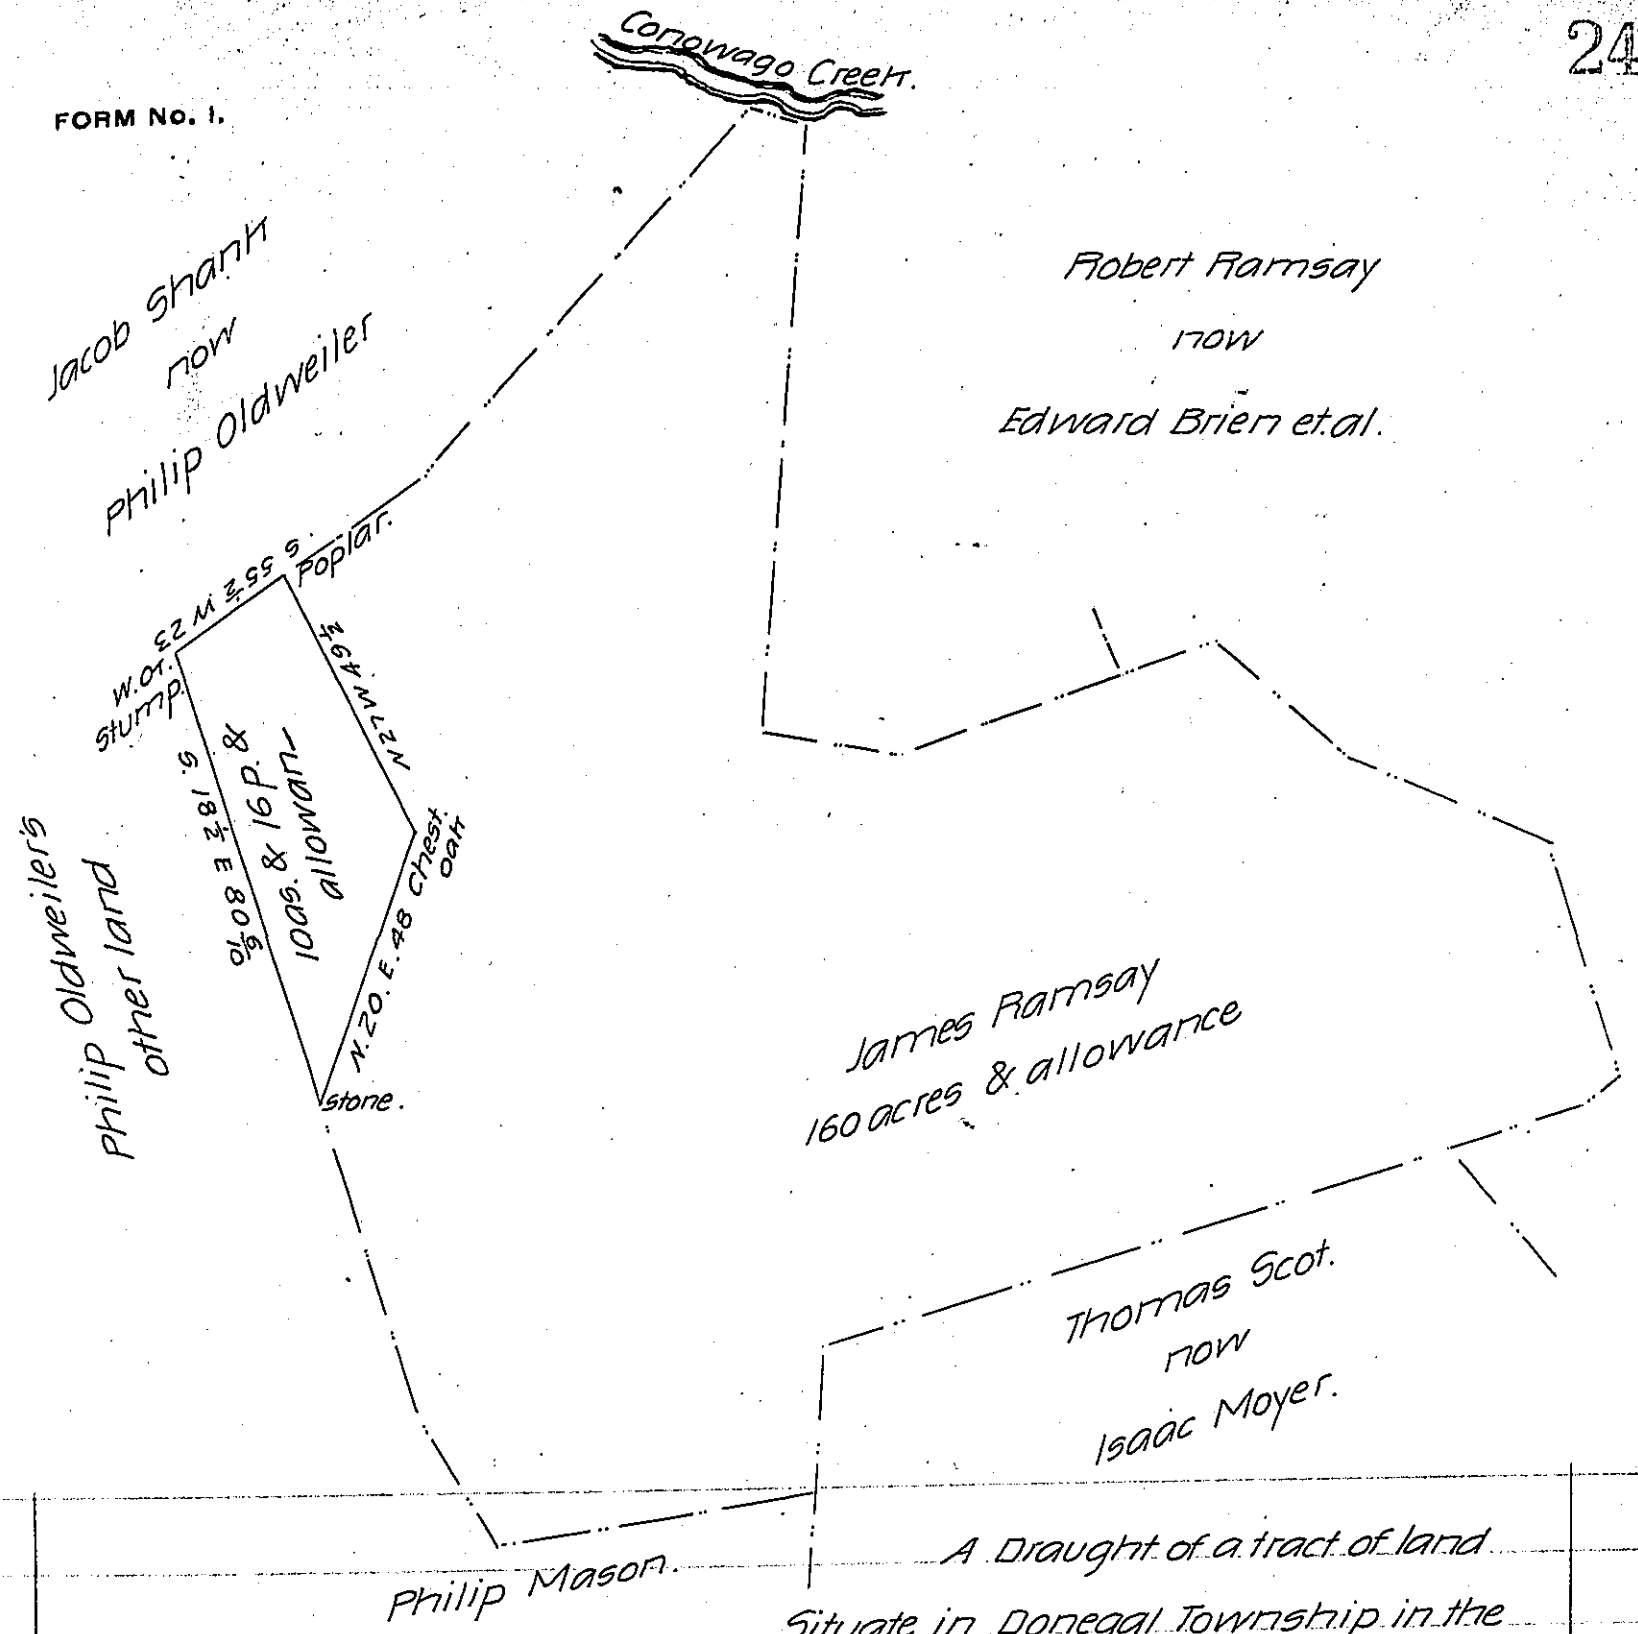 24
Conowago Creek.
FORM No. 1.
Jacob Shank
now
Philip Oldweiler
Robert Ramsay
now
Edward Brien et.al.
S 55½ W 23
Poplar.
W.O.
Stump.
N 27 W 49½
S. 18½ E 80 6/10
10as. & 16 P. &
allowan
Chest.
oak
N. 20. E. 48
stone.
Philip Oldweiler's
other land
James Ramsay
160 acres & allowance
Thomas Scot.
now
Isaac Moyer.
Philip Mason.
A Draught of a tract of land
Situate in Donegal Township in the